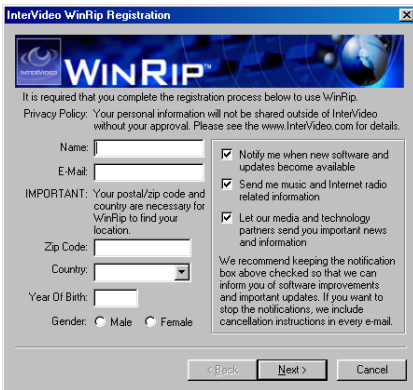 InterVideo WinRip Registration
INTERVIDEO
WINRIP™
It is required that you complete the registration process below to use WinRip.
Privacy Policy: Your personal information will not be shared outside of InterVideo
without your approval. Please see the www.InterVideo.com for details.
Name:
E-Mail:
IMPORTANT: Your postal/zip code and
country are necessary for
WinRip to find your
location.
Zip Code:
Country:
Year Of Birth:
Gender: Male Female
Notify me when new software and
updates become available
Send me music and Internet radio
related information
Let our media and technology
partners send you important news
and information
We recommend keeping the notification
box above checked so that we can
inform you of software improvements
and important updates. If you want to
stop the notifications, we include
cancellation instructions in every e-mail.
< Back Next > Cancel